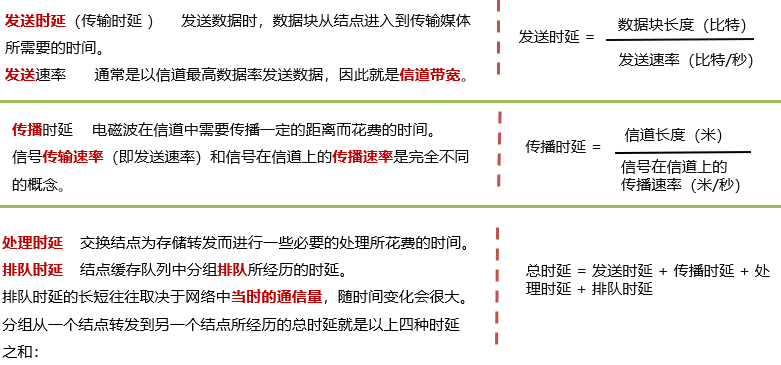 发送时延（传输时延 ） 发送数据时，数据块从结点进入到传输媒体
所需要的时间。
发送速率 通常是以信道最高数据率发送数据，因此就是信道带宽。
发送时延 = 数据块长度（比特）
发送速率（比特/秒）
传播时延 电磁波在信道中需要传播一定的距离而花费的时间。
信号传输速率（即发送速率）和信号在信道上的传播速率是完全不同
的概念。
传播时延 = 信道长度（米）
信号在信道上的
传播速率（米/秒）
处理时延 交换结点为存储转发而进行一些必要的处理所花费的时间。
排队时延 结点缓存队列中分组排队所经历的时延。
排队时延的长短往往取决于网络中当时的通信量，随时间变化会很大。
分组从一个结点转发到另一个结点所经历的总时延就是以上四种时延
之和：
总时延 = 发送时延 + 传播时延 + 处
理时延 + 排队时延